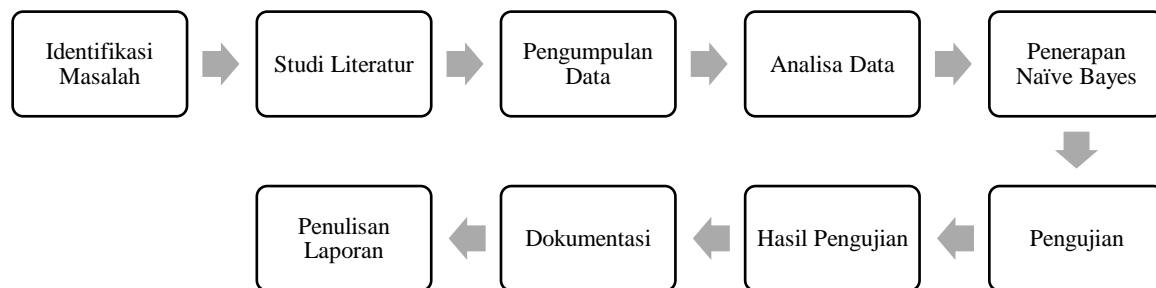 Identifikasi
Masalah
Studi Literatur
Pengumpulan
Data
Analisa Data
Penerapan
Naïve Bayes
Pengujian
Hasil Pengujian
Dokumentasi
Penulisan
Laporan